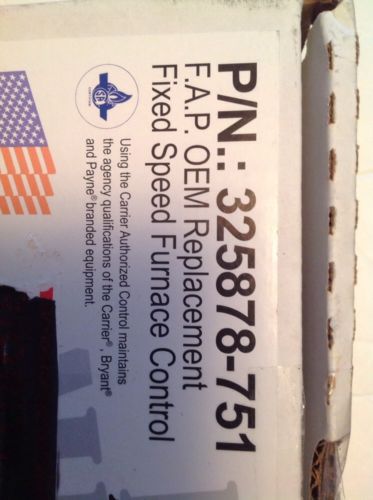 P/N.: 325878-751
F.A.P. OEM Replacement
Fixed Speed Furnace Control
Using the Carrier Authorized Control maintains
the agency qualifications of the Carrier®, Bryant®
and Payne® branded equipment.